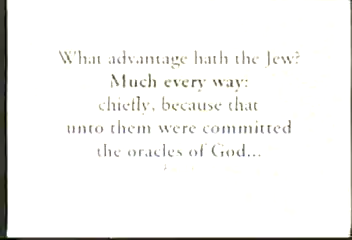 What advantage hath the Jew?
Much every way:
chiefly, because that
unto them were committed
the oracles of God...